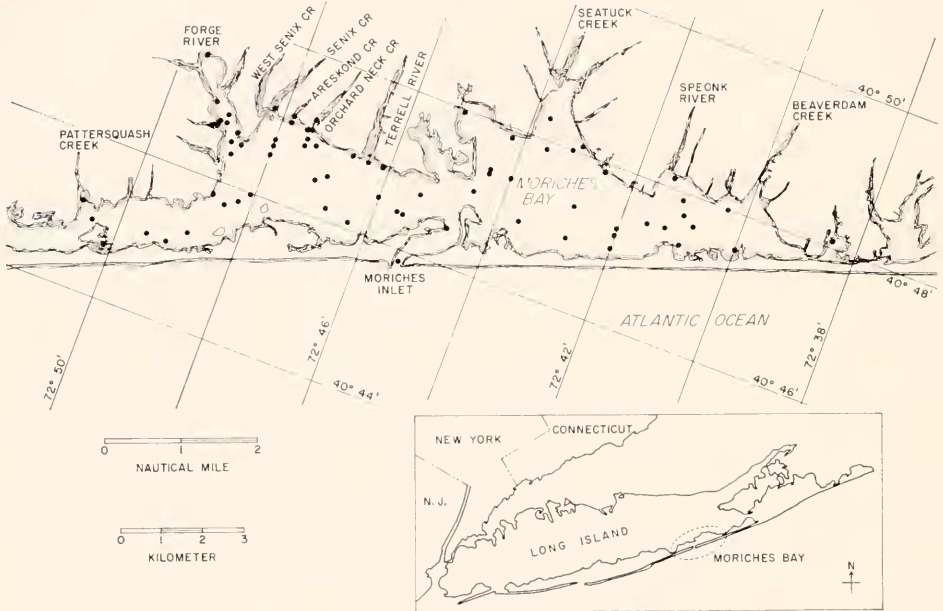 SEATUCK
CREEK
FORGE
RIVER
WEST SENIX CR
SENIX CR
ARESKOND CR
ORCHARD NECK CR
TERRELL RIVER
SPEONK
RIVER
BEAVERDAM
CREEK
40° 50'
PATTERSQUASH
CREEK
MORICHES
BAY
MORICHES
INLET
40° 48'
ATLANTIC OCEAN
72° 50'
72° 46'
72° 42'
72° 38'
40° 44'
40° 46'
0 1 2
NAUTICAL MILE
0 1 2 3
KILOMETER
NEW YORK
CONNECTICUT
N.J.
LONG ISLAND
MORICHES BAY
N